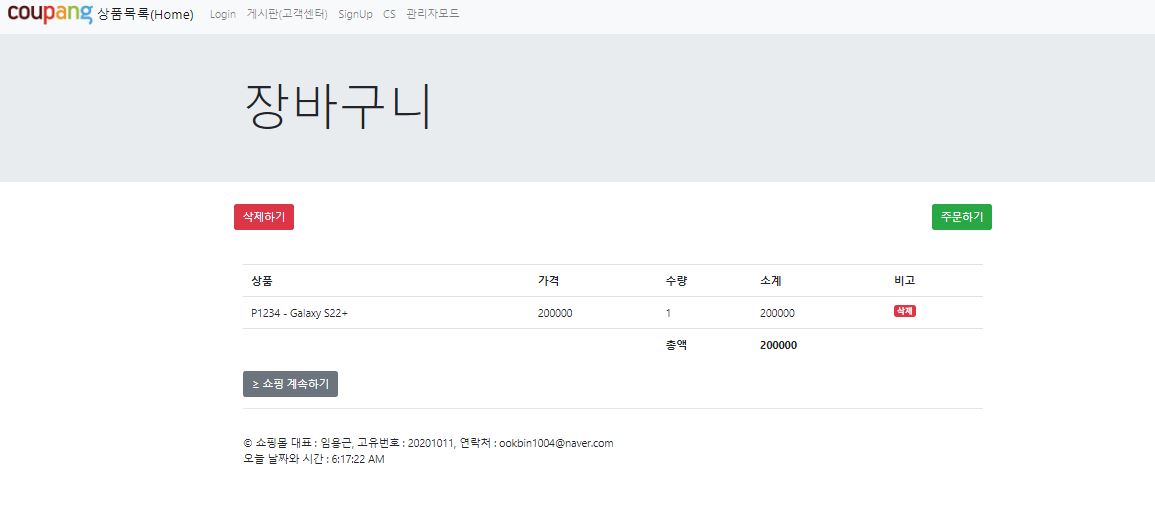 coupang 상품목록(Home) Login 게시판(고객센터) SignUp CS 관리자모드
장바구니
삭제하기 주문하기
상품 가격 수량 소계 비고
P1234 - Galaxy S22+ 200000 1 200000 삭제
총액 200000
≥ 쇼핑 계속하기
© 쇼핑몰 대표 : 임용근, 고유번호 : 20201011, 연락처 : ookbin1004@naver.com
오늘 날짜와 시간 : 6:17:22 AM